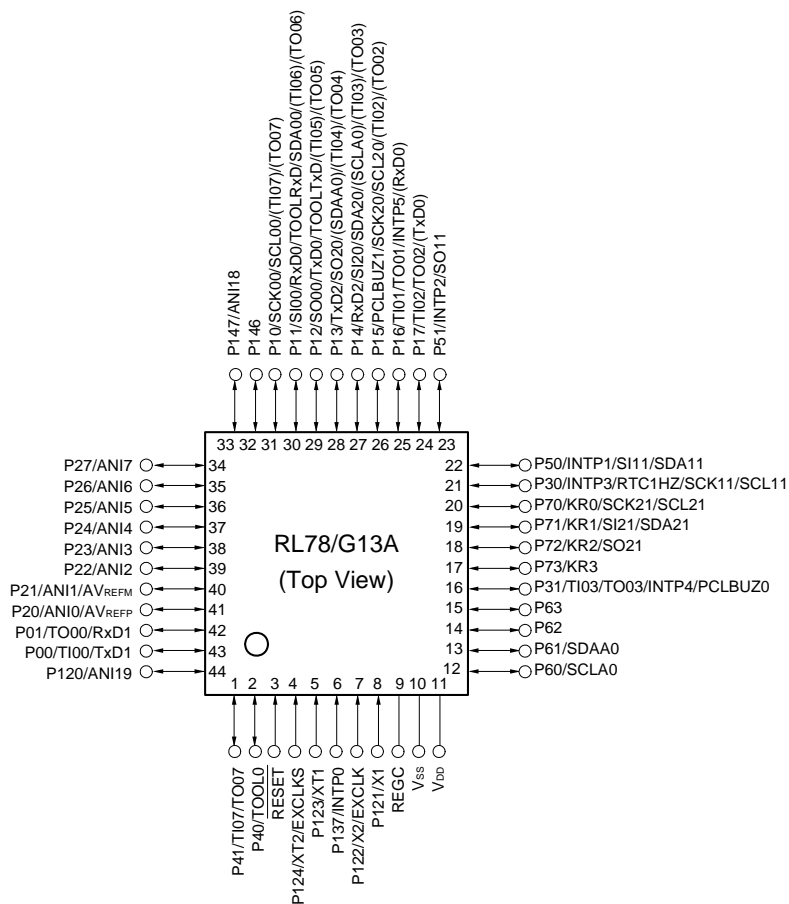 P147/ANI18
P146
P10/SCK00/SCL00/(TI07)/(TO07)
P11/SI00/RxD0/TOOLRxD/SDA00/(TI06)/(TO06)
P12/SO00/TxD0/TOOLTxD/(TI05)/(TO05)
P13/TxD2/SO20/(SDAA0)/(TI04)/(TO04)
P14/RxD2/SI20/SDA20/(SCLA0)/(TI03)/(TO03)
P15/PCLBUZ1/SCK20/SCL20/(TI02)/(TO02)
P16/TI01/TO01/INTP5/(RxD0)
P17/TI02/TO02/(TxD0)
P51/INTP2/SO11
33 32 31 30 29 28 27 26 25 24 23
P27/ANI7 34
P26/ANI6 35
P25/ANI5 36
P24/ANI4 37
P23/ANI3 38
P22/ANI2 39
P21/ANI1/AVREFM 40
P20/ANI0/AVREFP 41
P01/TO00/RxD1 42
P00/TI00/TxD1 43
P120/ANI19 44
RL78/G13A
(Top View)
22 P50/INTP1/SI11/SDA11
21 P30/INTP3/RTC1HZ/SCK11/SCL11
20 P70/KR0/SCK21/SCL21
19 P71/KR1/SI21/SDA21
18 P72/KR2/SO21
17 P73/KR3
16 P31/TI03/TO03/INTP4/PCLBUZ0
15 P63
14 P62
13 P61/SDAA0
12 P60/SCLA0
1 2 3 4 5 6 7 8 9 10 11
P41/TI07/TO07
P40/TOOL0
RESET
P124/XT2/EXCLKS
P123/XT1
P137/INTP0
P122/X2/EXCLK
P121/X1
REGC
VSS
VDD